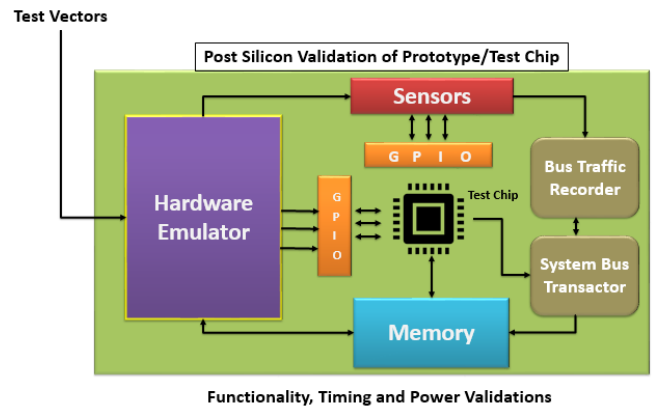 Test Vectors
Post Silicon Validation of Prototype/Test Chip
Sensors
G P I O
Bus Traffic
Recorder
Hardware
Emulator
G
P
I
O
Test Chip
System Bus
Transactor
Memory
Functionality, Timing and Power Validations